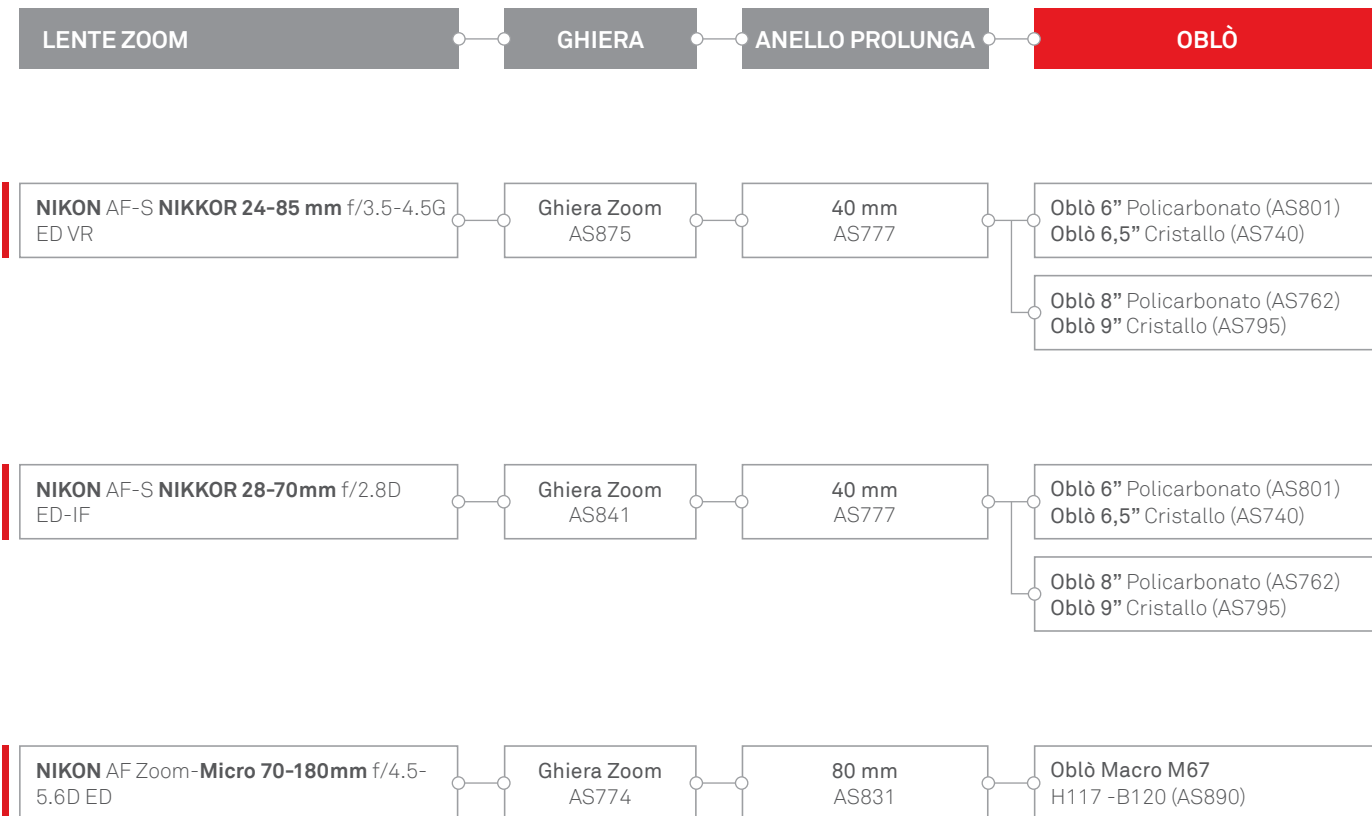 LENTE ZOOM
GHIERA
ANELLO PROLUNGA
OBLÒ
NIKON AF-S NIKKOR 24-85 mm f/3.5-4.5G
ED VR
Ghiera Zoom
AS875
40 mm
AS777
Oblò 6” Policarbonato (AS801)
Oblò 6,5” Cristallo (AS740)
Oblò 8” Policarbonato (AS762)
Oblò 9” Cristallo (AS795)
NIKON AF-S NIKKOR 28-70mm f/2.8D
ED-IF
Ghiera Zoom
AS841
40 mm
AS777
Oblò 6” Policarbonato (AS801)
Oblò 6,5” Cristallo (AS740)
Oblò 8” Policarbonato (AS762)
Oblò 9” Cristallo (AS795)
NIKON AF Zoom-Micro 70-180mm f/4.5-
5.6D ED
Ghiera Zoom
AS774
80 mm
AS831
Oblò Macro M67
H117 -B120 (AS890)